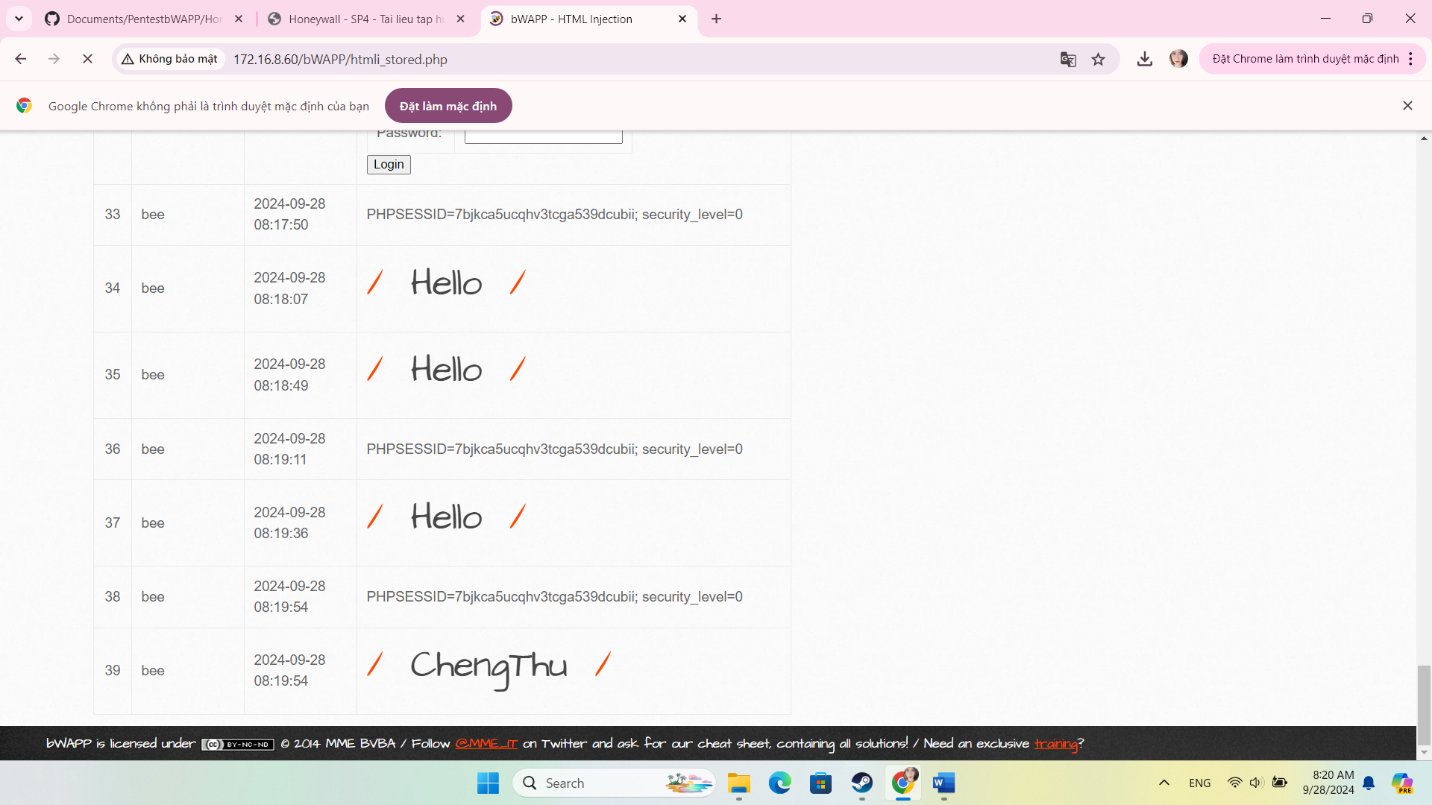 Documents/PentestbWAPP/Ho
Honeywall - SP4 - Tai lieu tap h
bWAPP - HTML Injection
Không bảo mật
172.16.8.60/bWAPP/htmli_stored.php
Đặt Chrome làm trình duyệt mặc định
Google Chrome không phải là trình duyệt mặc định của bạn
Đặt làm mặc định
Password:
Login
33 bee 2024-09-28 08:17:50 PHPSESSID=7bjkca5ucqhv3tcga539dcubii; security_level=0
34 bee 2024-09-28 08:18:07 / Hello /
35 bee 2024-09-28 08:18:49 / Hello /
36 bee 2024-09-28 08:19:11 PHPSESSID=7bjkca5ucqhv3tcga539dcubii; security_level=0
37 bee 2024-09-28 08:19:36 / Hello /
38 bee 2024-09-28 08:19:54 PHPSESSID=7bjkca5ucqhv3tcga539dcubii; security_level=0
39 bee 2024-09-28 08:19:54 / ChengThu /
bWAPP is licensed under (cc) BY-NC-ND © 2014 MME BVBA / Follow @MME_IT on Twitter and ask for our cheat sheet, containing all solutions! / Need an exclusive training?
Search
ENG
8:20 AM
9/28/2024
PRE